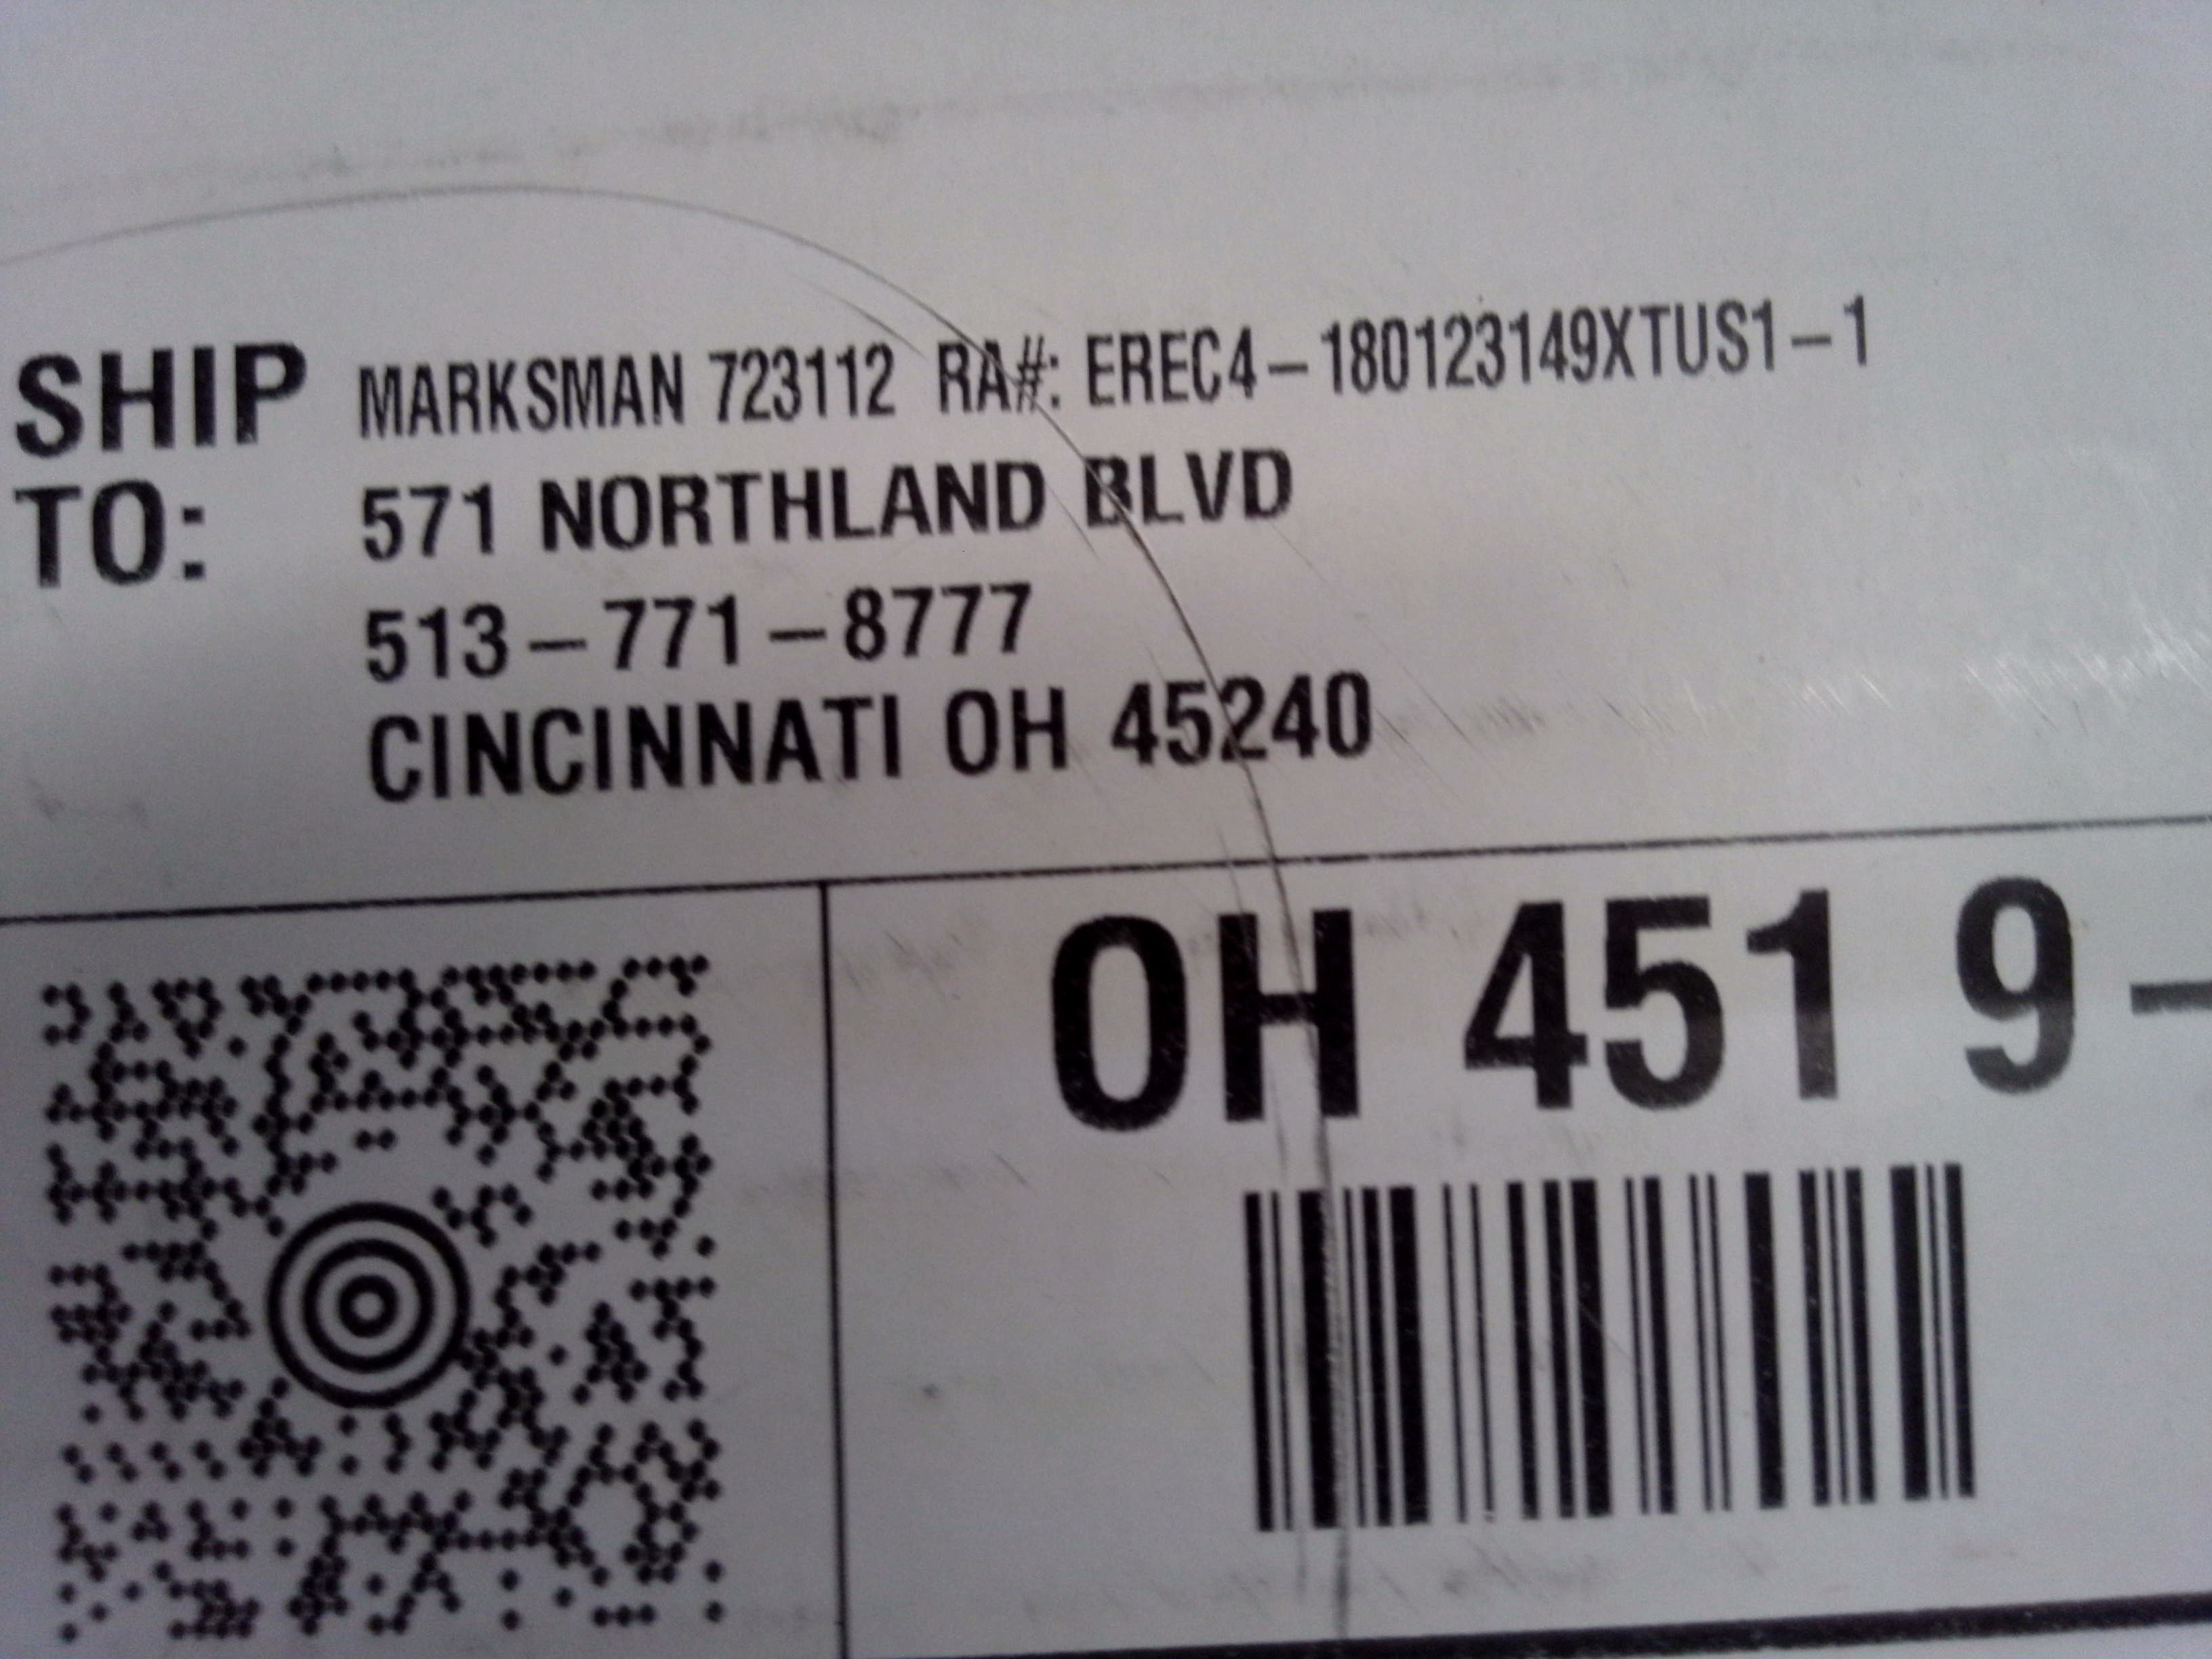 SHIP TO:
MARKSMAN 723112 RA#: EREC4-180123149XTUS1-1
571 NORTHLAND BLVD
513-771-8777
CINCINNATI OH 45240
OH 451 9-